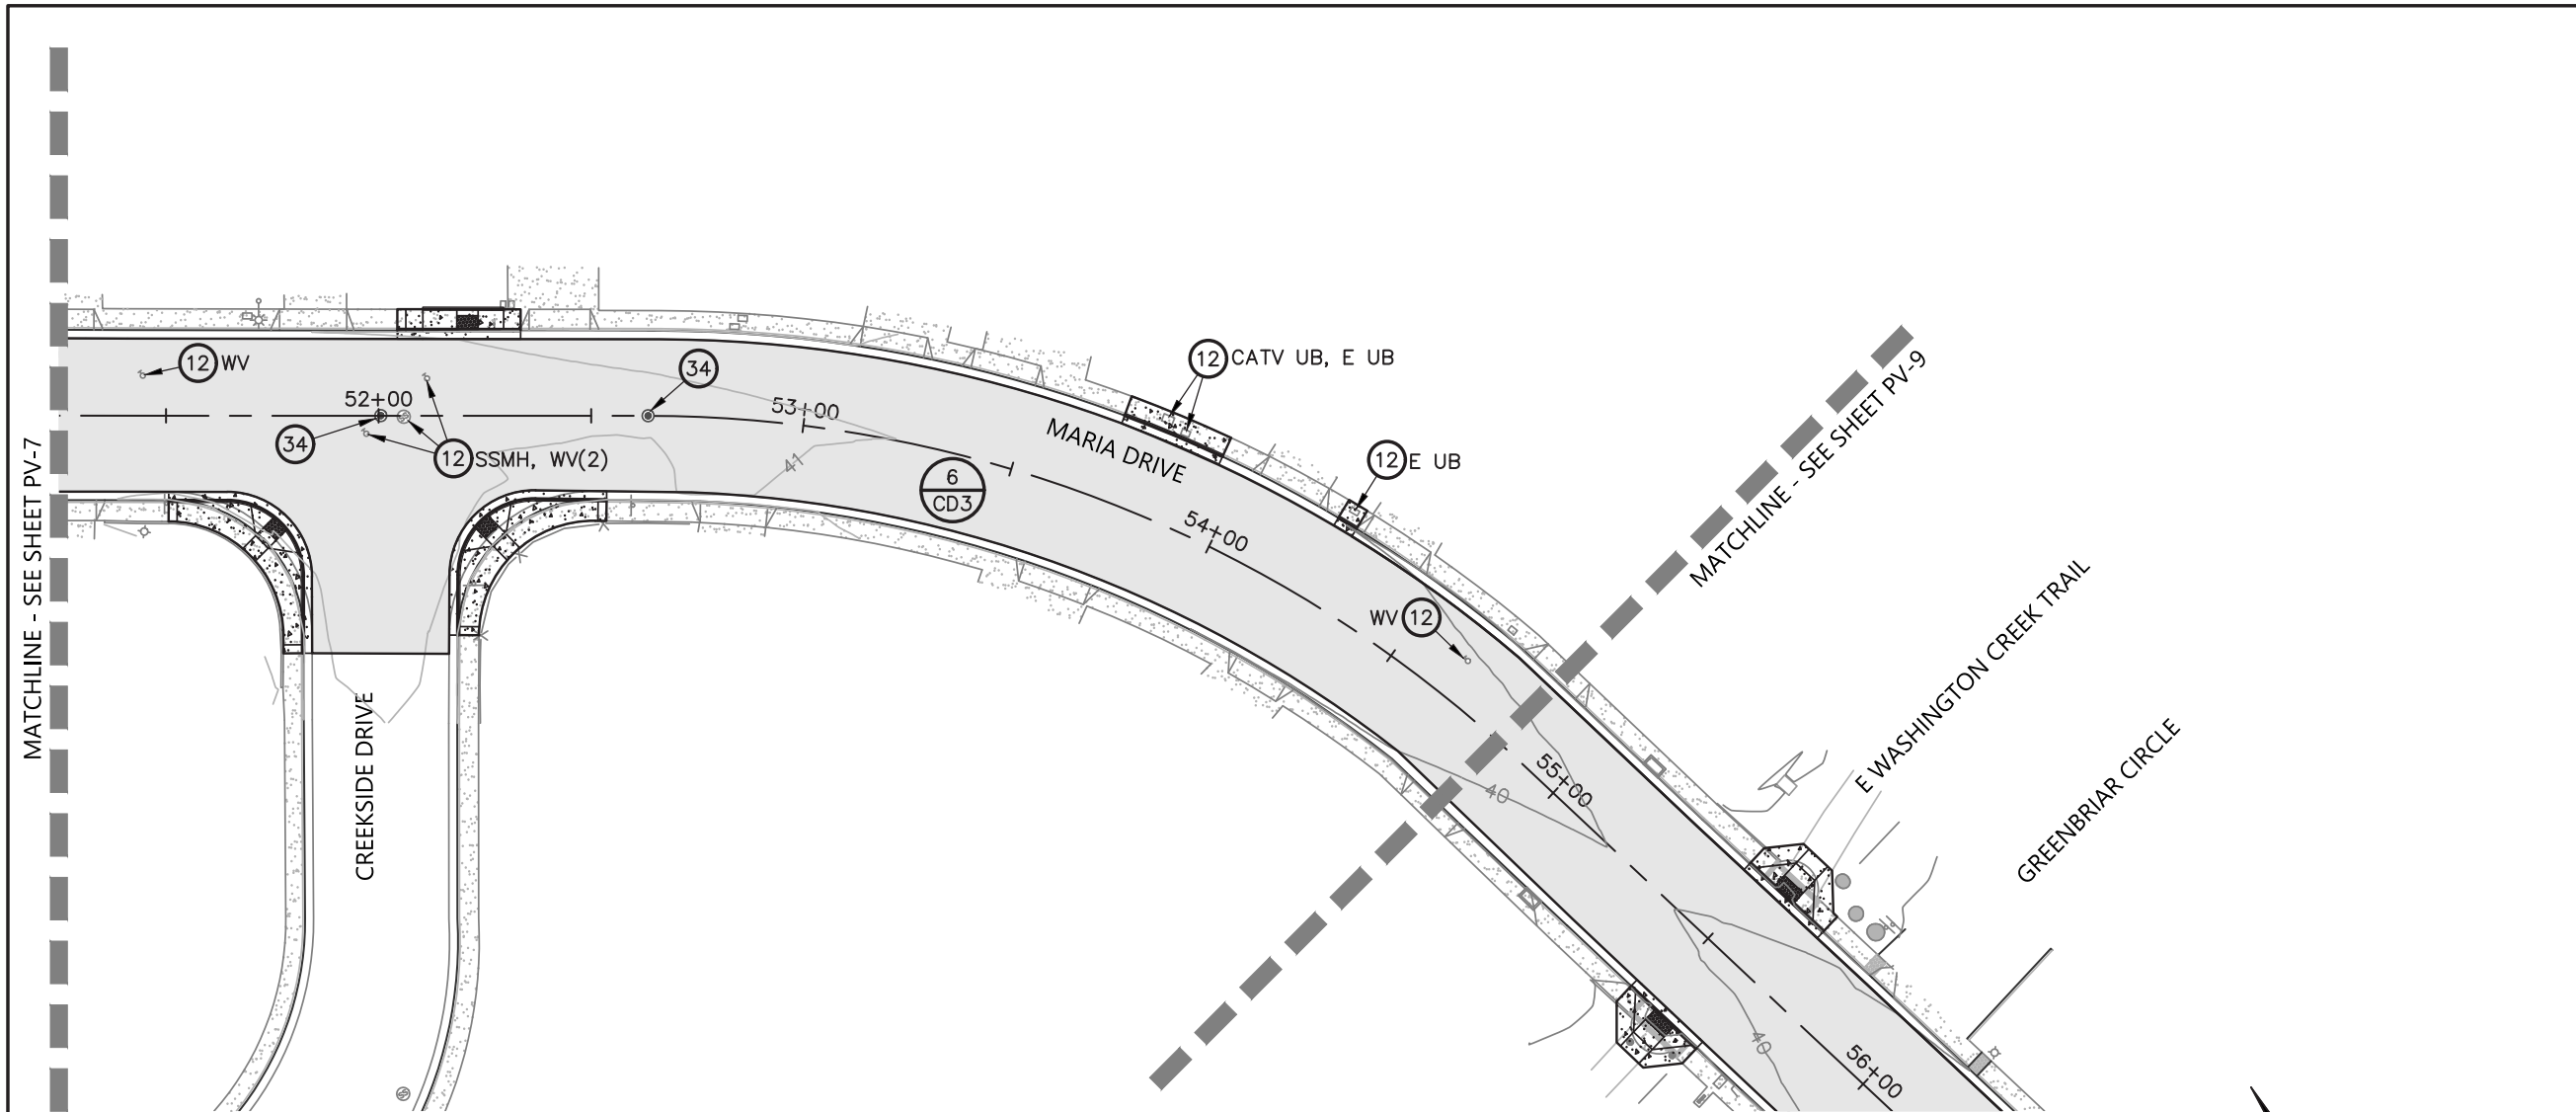 MATCHLINE - SEE SHEET PV-7
12 WV
52+00
34
34
12 SSMH, WV(2)
53+00
41
6
CD3
MARIA DRIVE
12 CATV UB, E UB
12 E UB
54+00
WV 12
MATCHLINE - SEE SHEET PV-9
CREEKSIDE DRIVE
40
55+00
E WASHINGTON CREEK TRAIL
GREENBRIAR CIRCLE
40
56+00